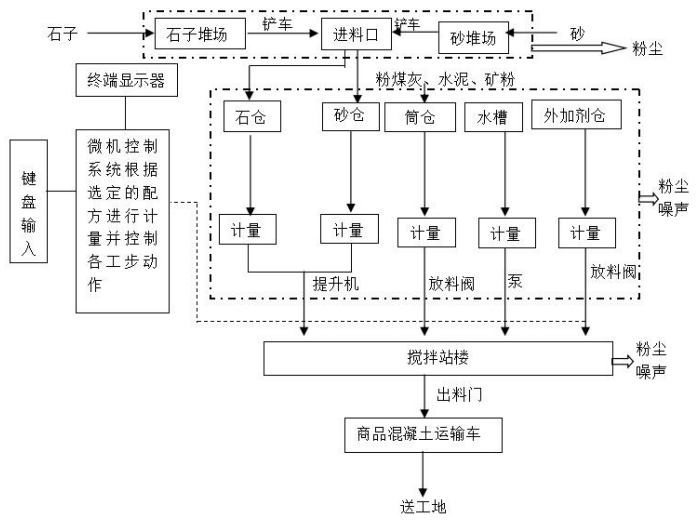 石子
石子堆场
铲车
进料口
铲车
砂堆场
砂
粉尘
终端显示器
粉煤灰、水泥、矿粉
石仓
砂仓
筒仓
水槽
外加剂仓
键盘输入
微机控制
系统根据
选定的配
方进行计
量并控制
各工步动
作
粉尘
噪声
计量
计量
计量
计量
计量
提升机
放料阀
泵
放料阀
搅拌站楼
粉尘
噪声
出料门
商品混凝土运输车
送工地